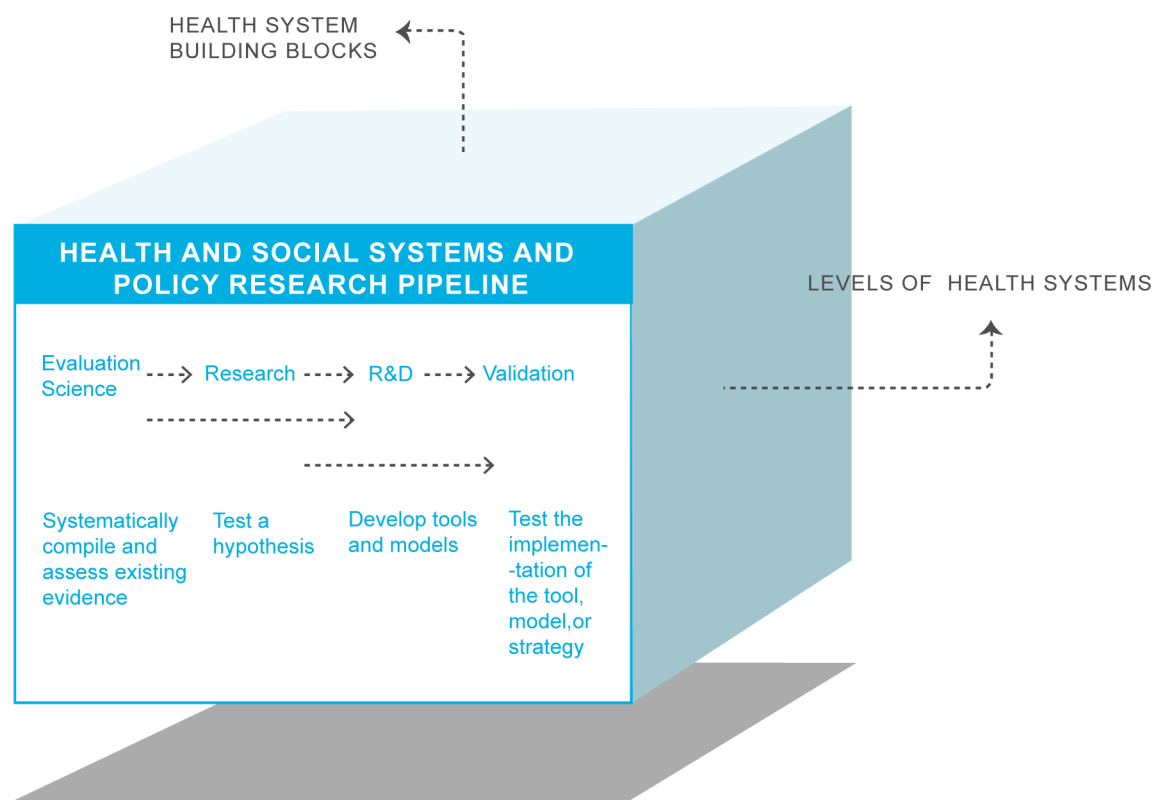 HEALTH SYSTEM
BUILDING BLOCKS
HEALTH AND SOCIAL SYSTEMS AND
POLICY RESEARCH PIPELINE
LEVELS OF HEALTH SYSTEMS
Evaluation
Science
Research
R&D
Validation
Systematically
compile and
assess existing
evidence
Test a
hypothesis
Develop tools
and models
Test the
implemen-
-tation of
the tool,
model,or
strategy